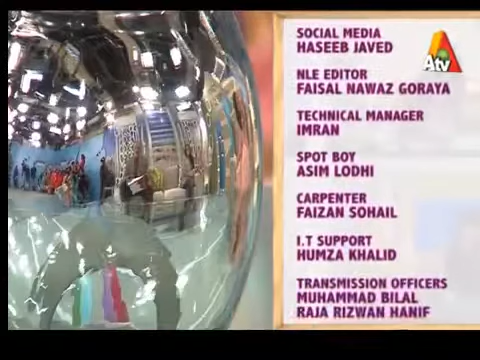 SOCIAL MEDIA
HASEEB JAVED
NLE EDITOR
FAISAL NAWAZ GORAYA
TECHNICAL MANAGER
IMRAN
SPOT BOY
ASIM LODHI
CARPENTER
FAIZAN SOHAIL
I.T SUPPORT
HUMZA KHALID
TRANSMISSION OFFICERS
MUHAMMAD BILAL
RAJA RIZWAN HANIF
Atv